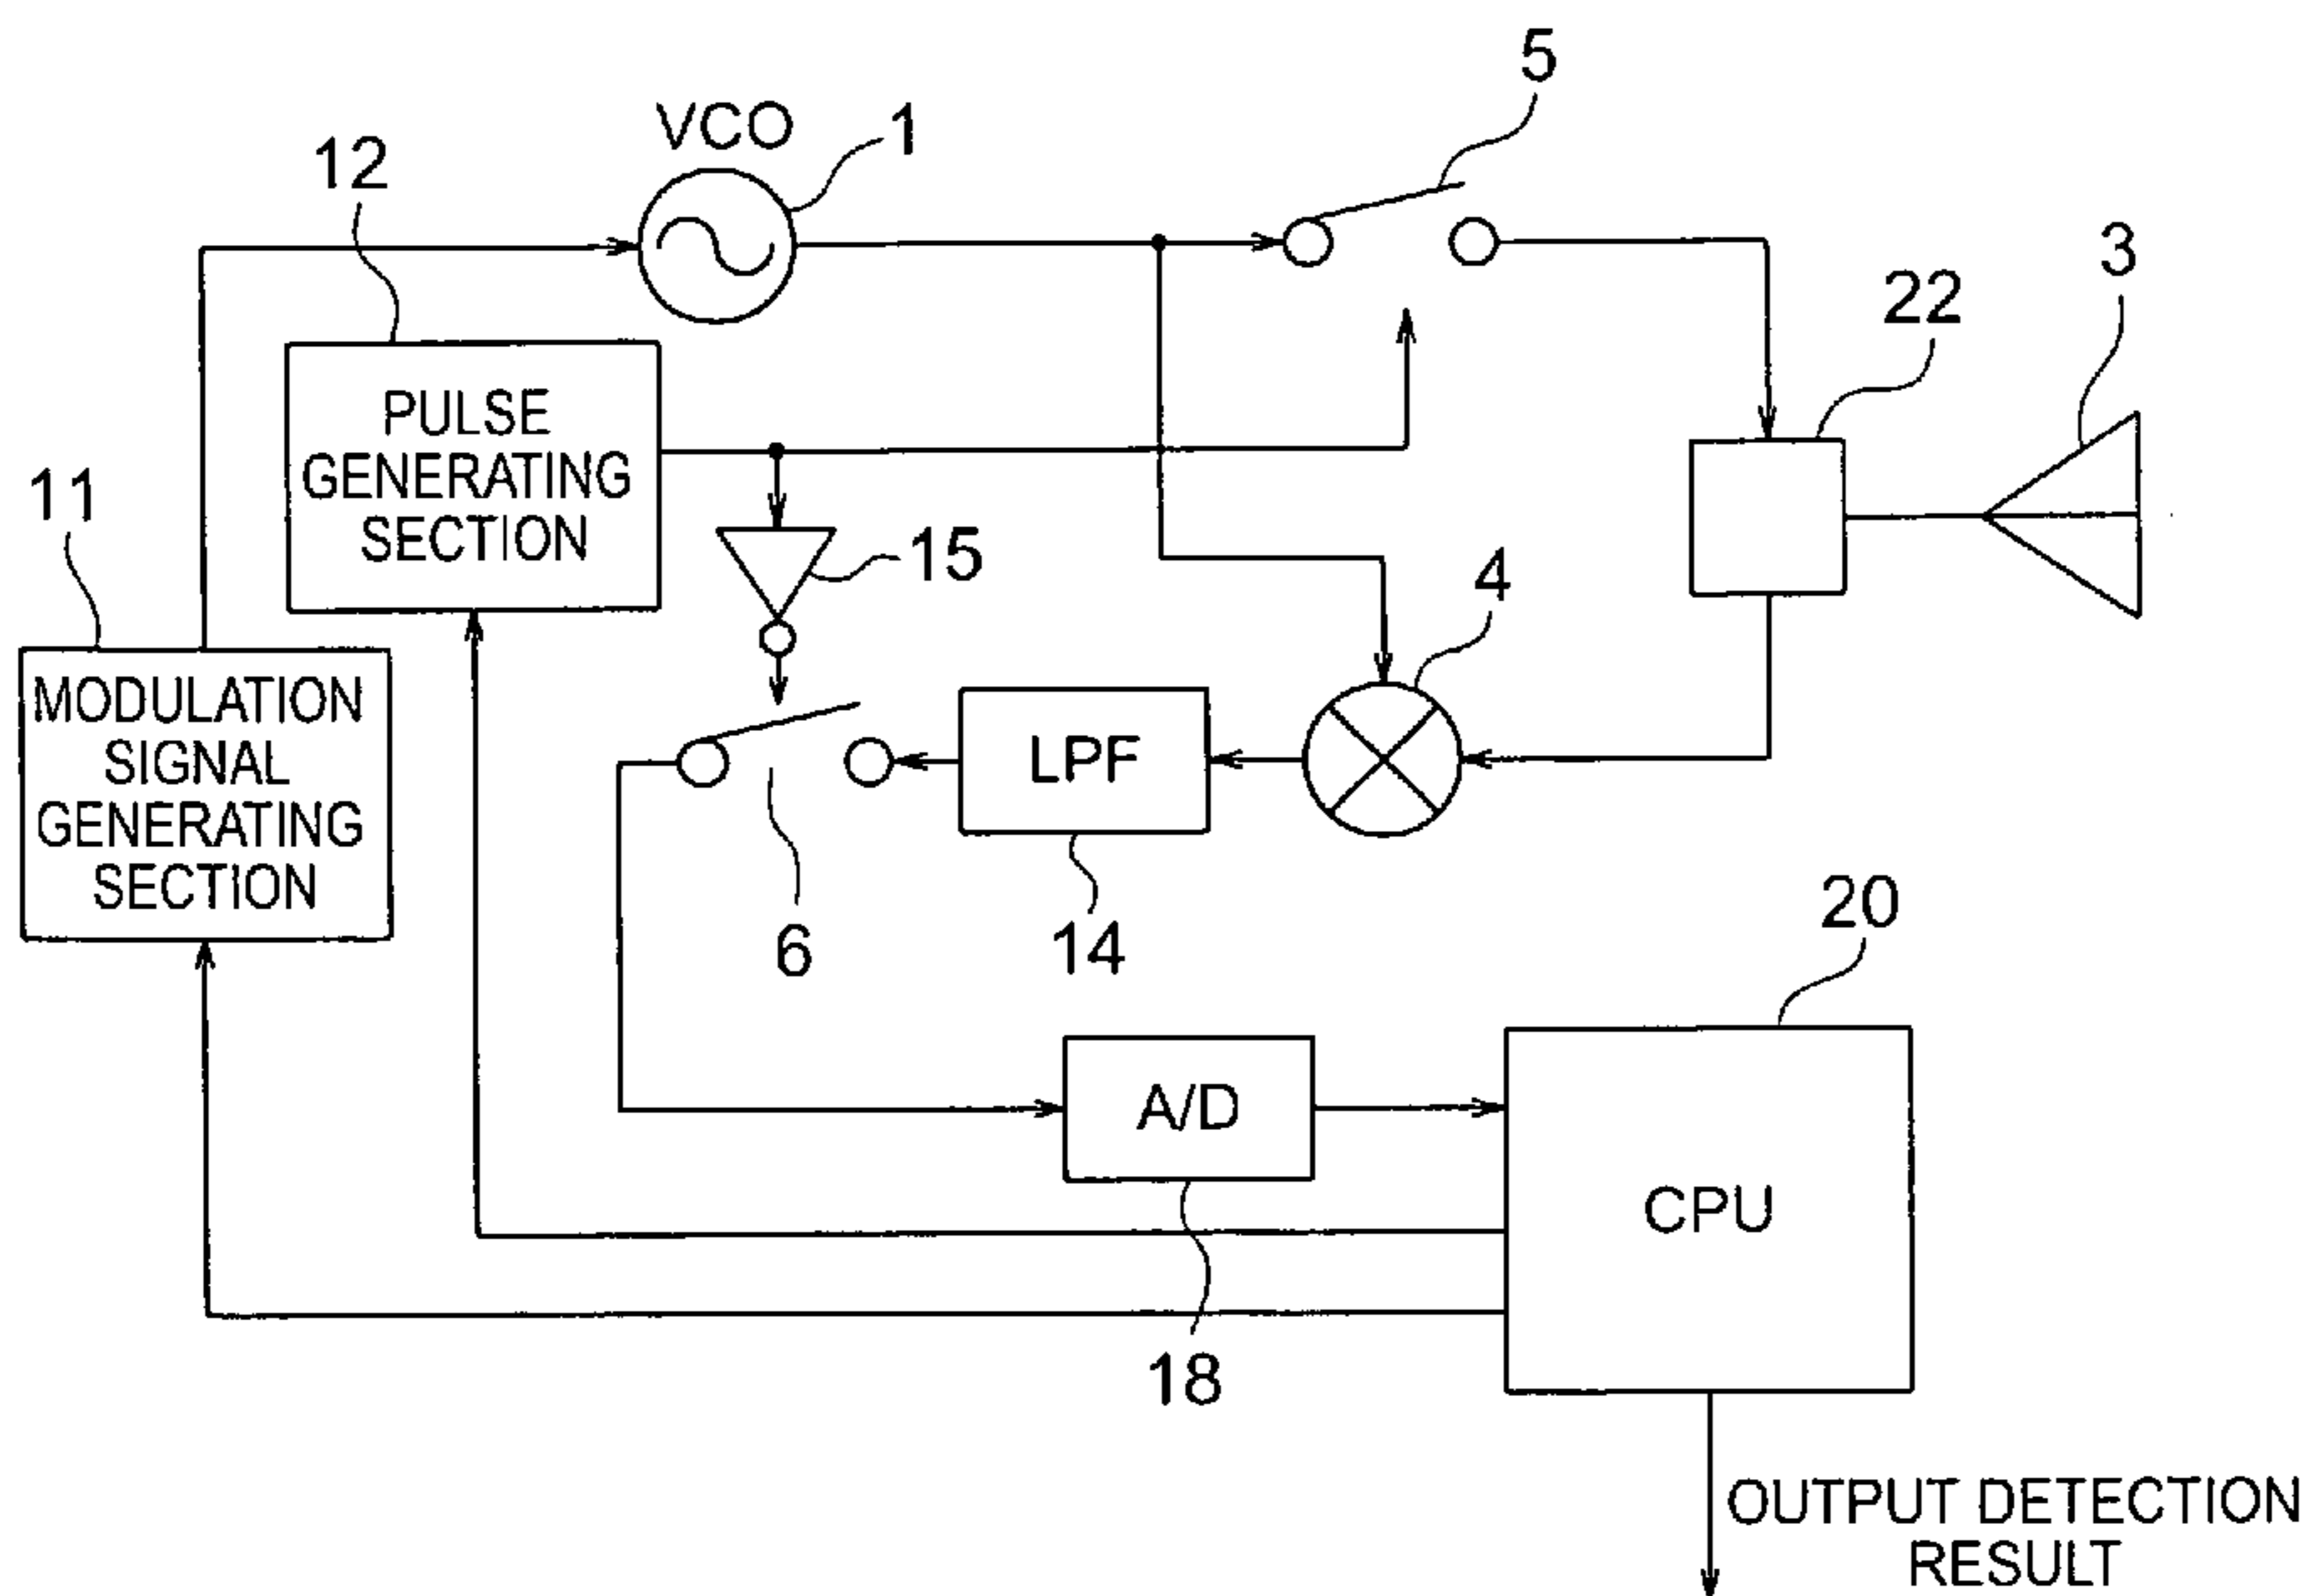 5
VCO
1
12
3
22
PULSE
GENERATING
SECTION
11
15
4
MODULATION
SIGNAL
GENERATING
SECTION
LPF
6
14
20
A/D
CPU
18
OUTPUT DETECTION
RESULT